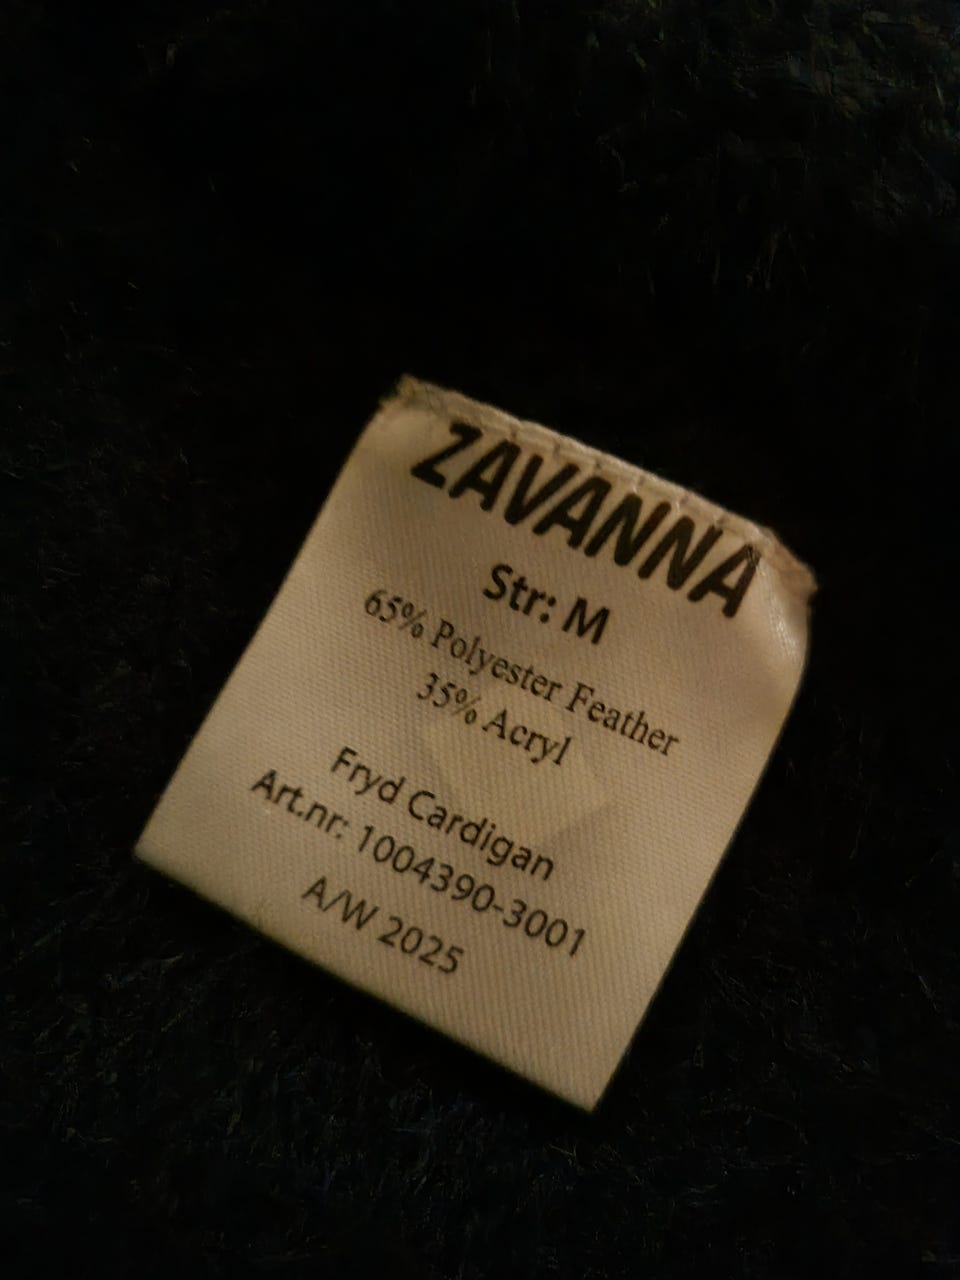 ZAVANNA
Str: M
65% Polyester Feather
35% Acryl
Fryd Cardigan
Art.nr: 1004390-3001
A/W 2025